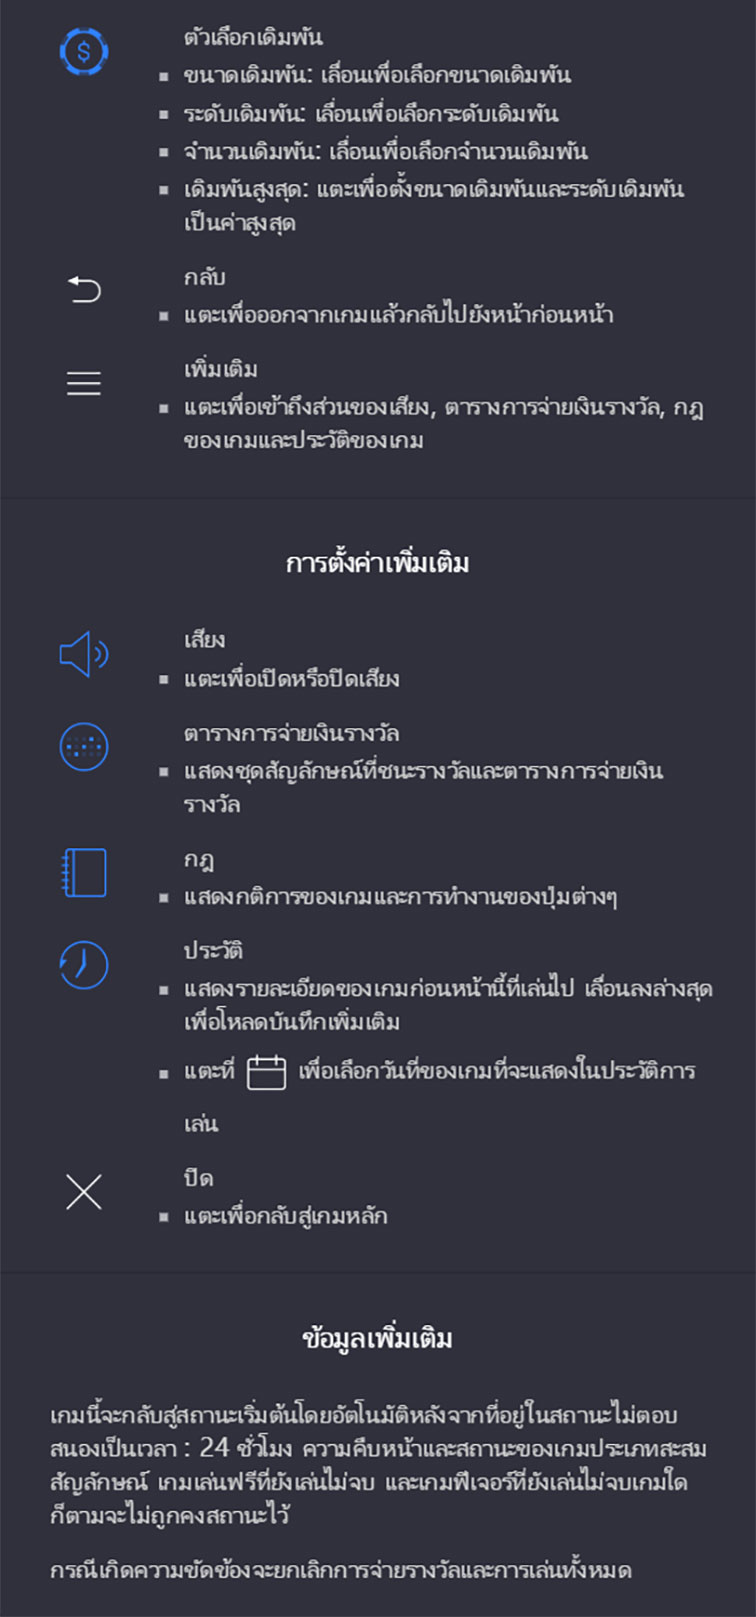 ตัวเลือกเดิมพัน
▪ ขนาดเดิมพัน: เลื่อนเพื่อเลือกขนาดเดิมพัน
▪ ระดับเดิมพัน: เลื่อนเพื่อเลือกระดับเดิมพัน
▪ จำนวนเดิมพัน: เลื่อนเพื่อเลือกจำนวนเดิมพัน
▪ เดิมพันสูงสุด: แตะเพื่อตั้งขนาดเดิมพันและระดับเดิมพัน
เป็นค่าสูงสุด
กลับ
▪ แตะเพื่อออกจากเกมแล้วกลับไปยังหน้าก่อนหน้า
เพิ่มเติม
▪ แตะเพื่อเข้าถึงส่วนของเสียง, ตารางการจ่ายเงินรางวัล, กฎ
ของเกมและประวัติของเกม
การตั้งค่าเพิ่มเติม
เสียง
▪ แตะเพื่อเปิดหรือปิดเสียง
ตารางการจ่ายเงินรางวัล
▪ แสดงชุดสัญลักษณ์ที่ชนะรางวัลและตารางการจ่ายเงิน
รางวัล
กฎ
▪ แสดงกติการของเกมและการทำงานของปุ่มต่างๆ
ประวัติ
▪ แสดงรายละเอียดของเกมก่อนหน้านี้ที่เล่นไป เลื่อนลงล่างสุด
เพื่อโหลดบันทึกเพิ่มเติม
▪ แตะที่ เพื่อเลือกวันที่ของเกมที่จะแสดงในประวัติการ
เล่น
ปิด
▪ แตะเพื่อกลับสู่เกมหลัก
ข้อมูลเพิ่มเติม
เกมนี้จะกลับสู่สถานะเริ่มต้นโดยอัตโนมัติหลังจากที่อยู่ในสถานะไม่ตอบ
สนองเป็นเวลา : 24 ชั่วโมง ความคืบหน้าและสถานะของเกมประเภทสะสม
สัญลักษณ์ เกมเล่นฟรีที่ยังเล่นไม่จบ และเกมฟีเจอร์ที่ยังเล่นไม่จบเกมใด
ก็ตามจะไม่ถูกคงสถานะไว้
กรณีเกิดความขัดข้องจะยกเลิกการจ่ายรางวัลและการเล่นทั้งหมด